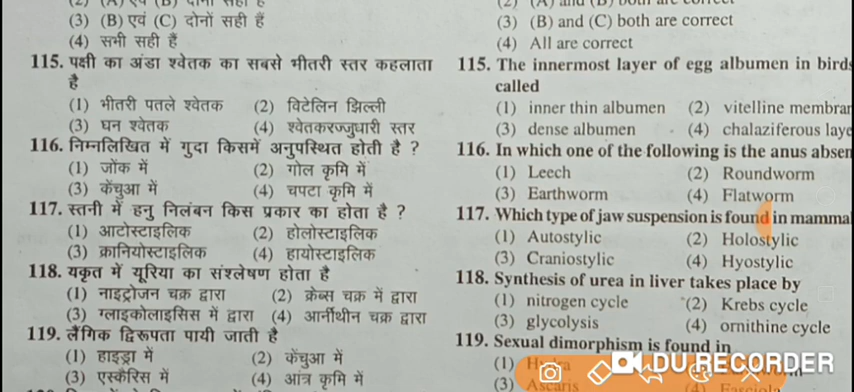 (3) (B) एवं (C) दोनों सही हैं
(4) सभी सही हैं
115. पक्षी का अंडा श्वेतक का सबसे भीतरी स्तर कहलाता
है
(1) भीतरी पतले श्वेतक (2) विटेलिन झिल्ली
(3) घन श्वेतक (4) श्वेतकरज्जुधारी स्तर
116. निम्नलिखित में गुदा किसमें अनुपस्थित होती है ?
(1) जोंक में (2) गोल कृमि में
(3) केंचुआ में (4) चपटा कृमि में
117. स्तनी में हनु निलंबन किस प्रकार का होता है ?
(1) आटोस्टाइलिक (2) होलोस्टाइलिक
(3) क्रानियोस्टाइलिक (4) हायोस्टाइलिक
118. यकृत में यूरिया का संश्लेषण होता है
(1) नाइट्रोजन चक्र द्वारा (2) क्रेब्स चक्र में द्वारा
(3) ग्लाइकोलाइसिस में द्वारा (4) आर्नीथीन चक्र द्वारा
119. लैंगिक द्विरूपता पायी जाती है
(1) हाइड्रा में (2) केंचुआ में
(3) एस्कैरिस में (4) आंत्र कृमि में
(3) (B) and (C) both are correct
(4) All are correct
115. The innermost layer of egg albumen in birds
called
(1) inner thin albumen (2) vitelline membran
(3) dense albumen (4) chalaziferous laye
116. In which one of the following is the anus absen
(1) Leech (2) Roundworm
(3) Earthworm (4) Flatworm
117. Which type of jaw suspension is found in mamma
(1) Autostylic (2) Holostylic
(3) Craniostylic (4) Hyostylic
118. Synthesis of urea in liver takes place by
(1) nitrogen cycle (2) Krebs cycle
(3) glycolysis (4) ornithine cycle
119. Sexual dimorphism is found in
(1)
DU RECORDER
(3) Ascaris (4)